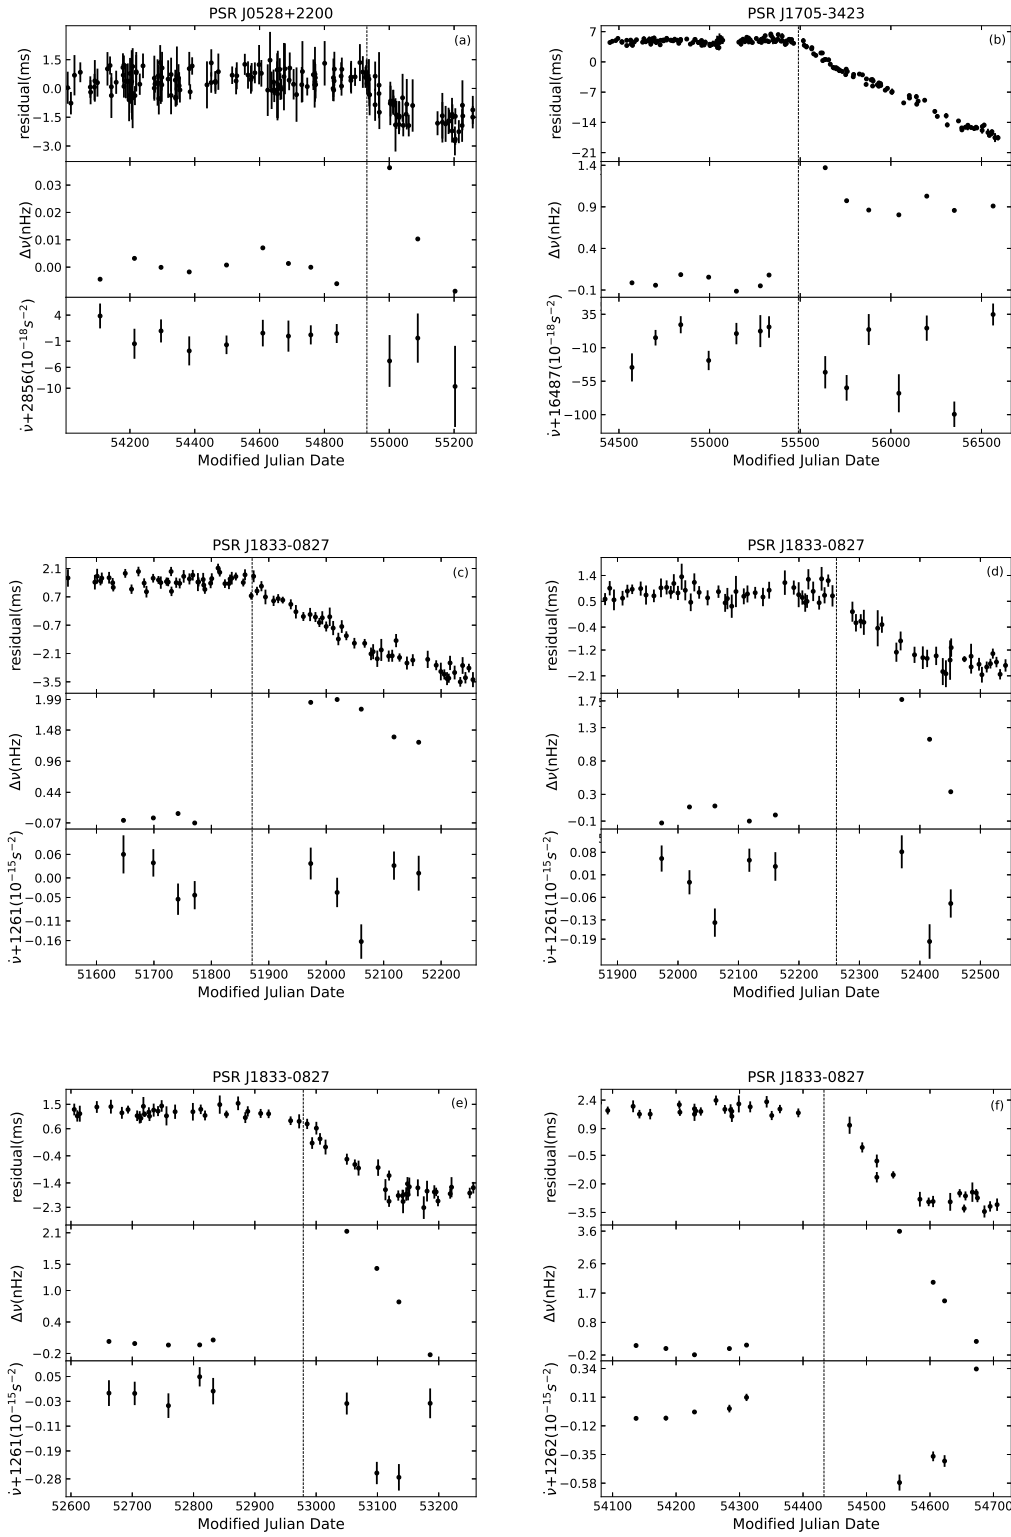 PSR J0528+2200
(a)
residual(ms)
1.5
0.0
−1.5
−3.0
Δν(nHz)
0.03
0.02
0.01
0.00
ν̇+2856(10⁻¹⁸s⁻²)
4
−1
−6
−10
54200 54400 54600 54800 55000 55200
Modified Julian Date
PSR J1705-3423
(b)
residual(ms)
7
0
−7
−14
−21
Δν(nHz)
1.4
0.9
0.4
−0.1
ν̇+16487(10⁻¹⁸s⁻²)
35
−10
−55
−100
54500 55000 55500 56000 56500
Modified Julian Date
PSR J1833-0827
(c)
residual(ms)
2.1
0.7
−0.7
−2.1
−3.5
Δν(nHz)
1.99
1.48
0.96
0.44
−0.07
ν̇+1261(10⁻¹⁵s⁻²)
0.06
0.00
−0.05
−0.11
−0.16
51600 51700 51800 51900 52000 52100 52200
Modified Julian Date
PSR J1833-0827
(d)
residual(ms)
1.4
0.5
−0.4
−1.2
−2.1
Δν(nHz)
1.7
1.3
0.8
0.3
−0.1
ν̇+1261(10⁻¹⁵s⁻²)
0.08
0.01
−0.06
−0.13
−0.19
51900 52000 52100 52200 52300 52400 52500
Modified Julian Date
PSR J1833-0827
(e)
residual(ms)
1.5
0.6
−0.4
−1.4
−2.3
Δν(nHz)
2.1
1.5
1.0
0.4
−0.2
ν̇+1261(10⁻¹⁵s⁻²)
0.05
−0.03
−0.11
−0.19
−0.28
52600 52700 52800 52900 53000 53100 53200
Modified Julian Date
PSR J1833-0827
(f)
residual(ms)
2.4
0.9
−0.5
−2.0
−3.5
Δν(nHz)
3.6
2.6
1.7
0.8
−0.2
ν̇+1262(10⁻¹⁵s⁻²)
0.34
0.11
−0.12
−0.35
−0.58
54100 54200 54300 54400 54500 54600 54700
Modified Julian Date